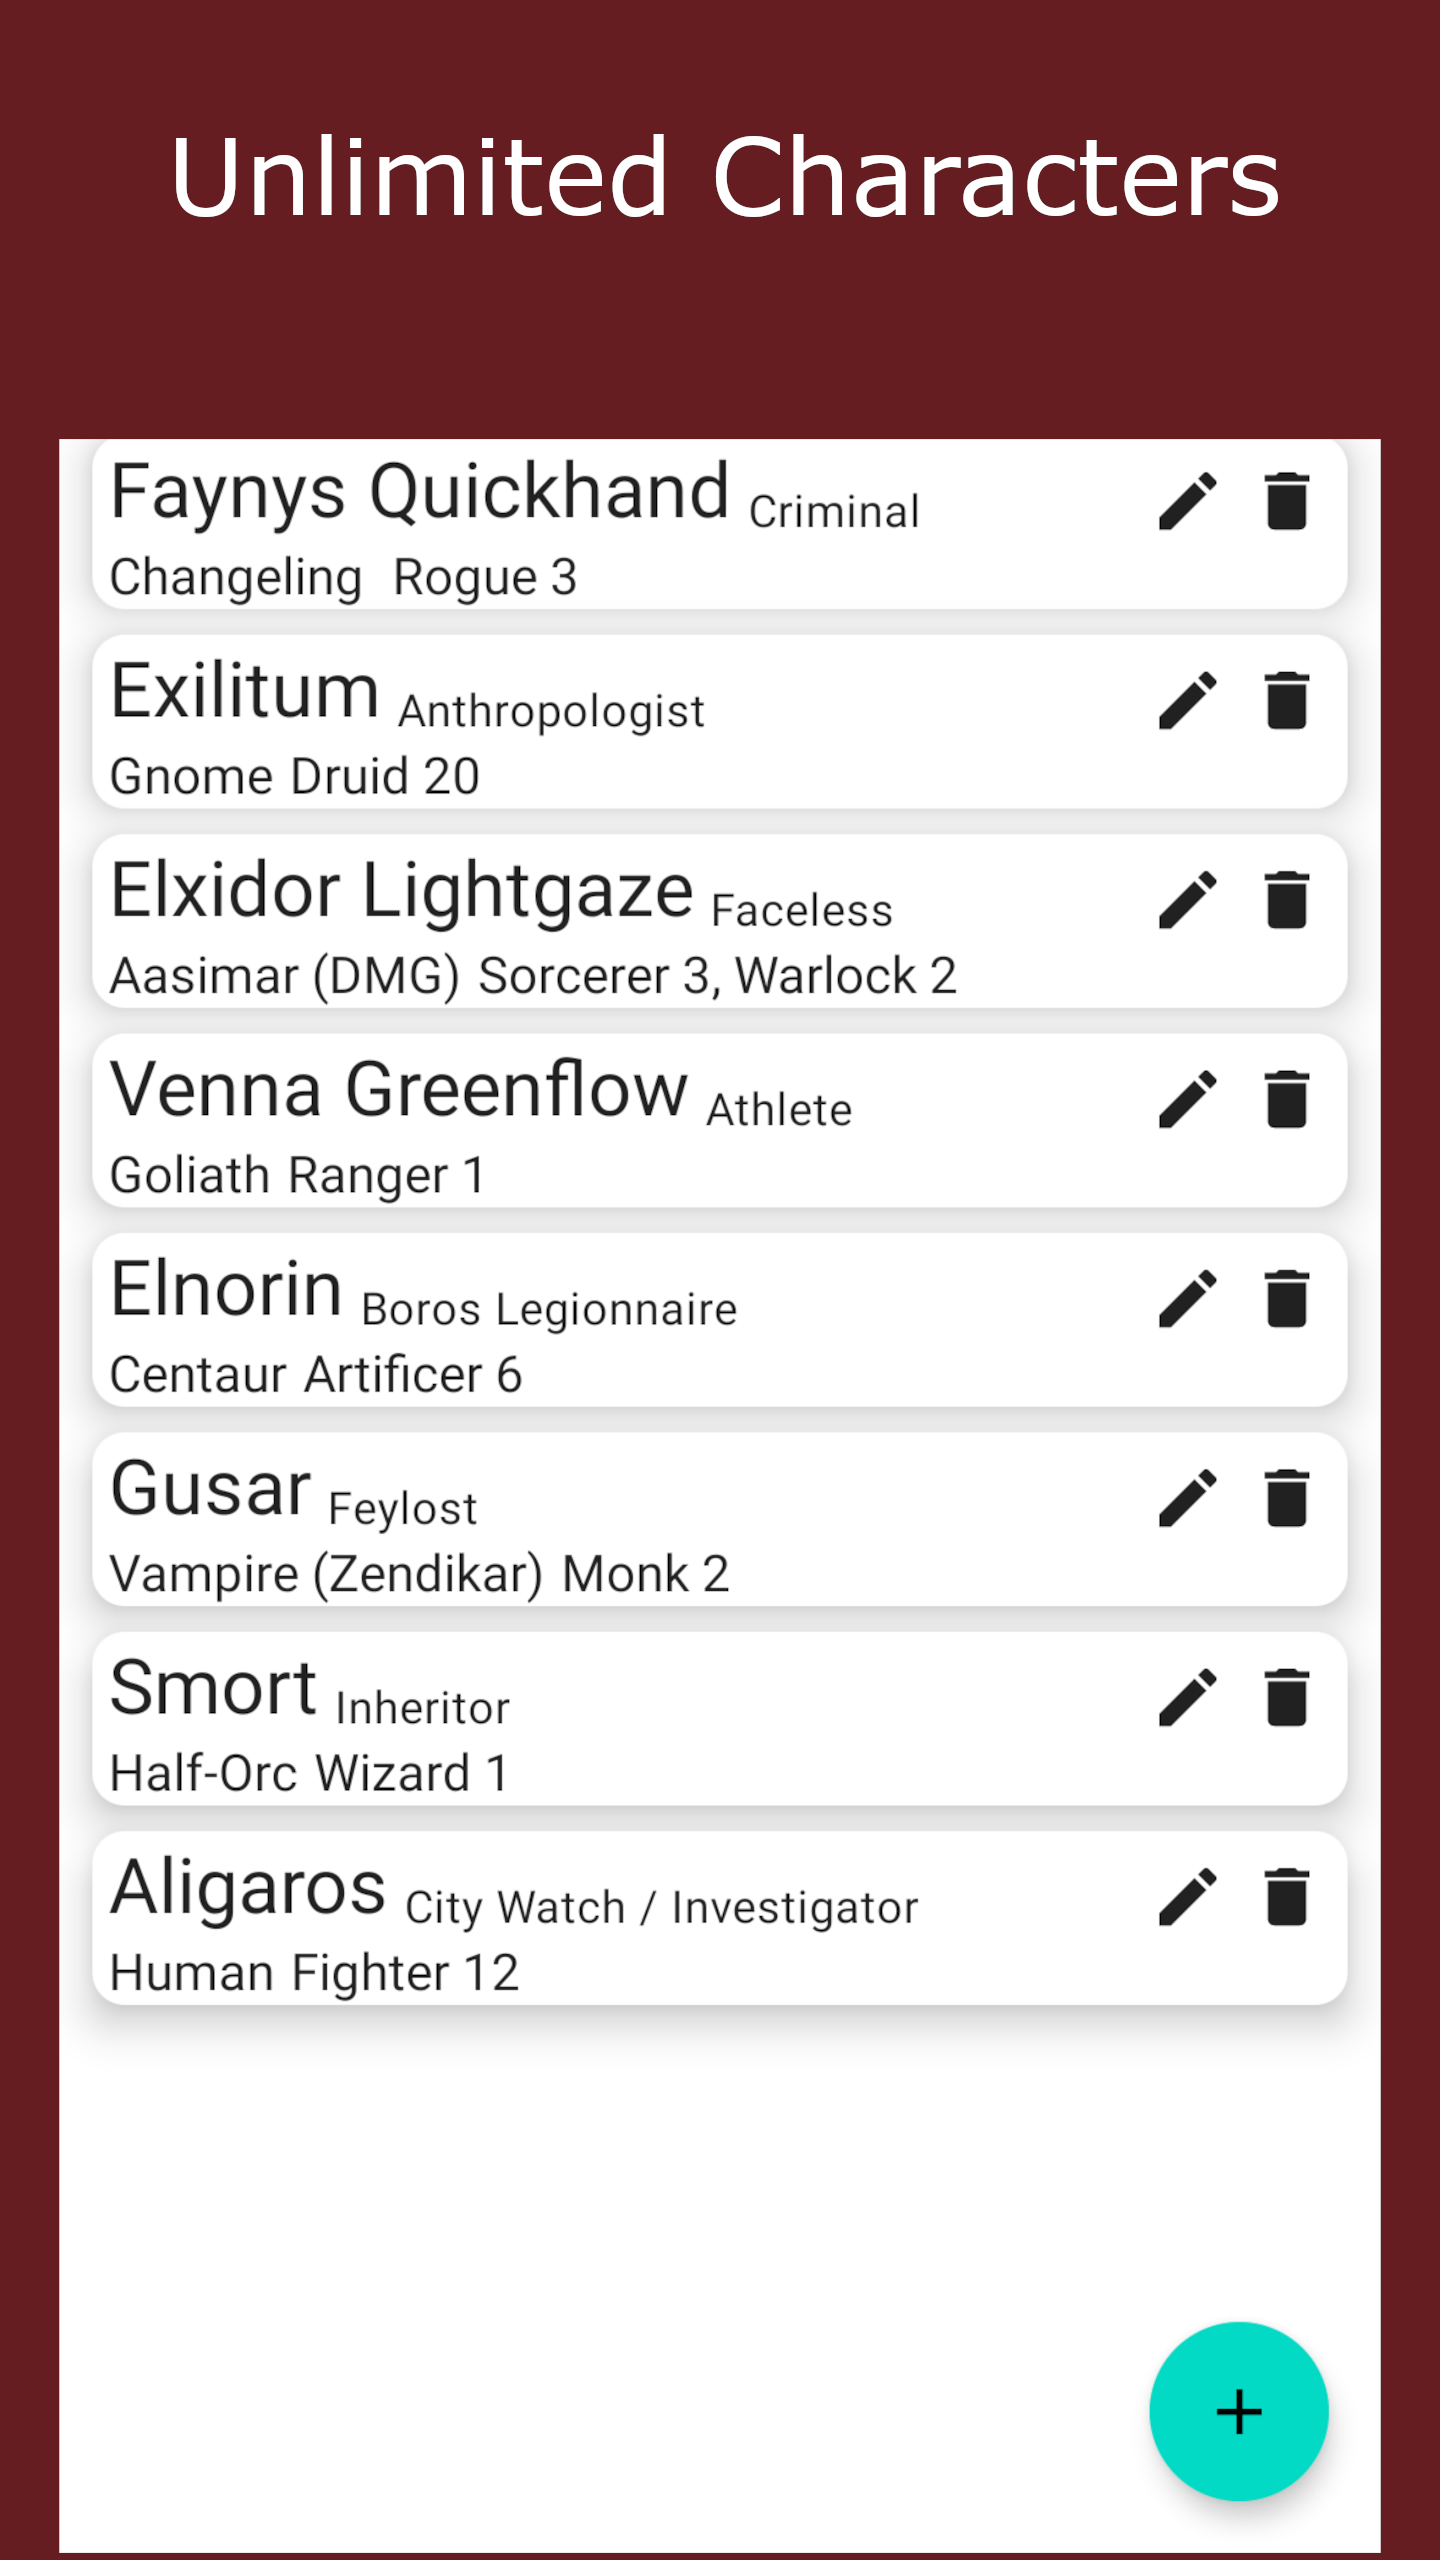 Unlimited Characters
Faynys Quickhand Criminal
Changeling  Rogue 3
Exilitum Anthropologist
Gnome Druid 20
Elxidor Lightgaze Faceless
Aasimar (DMG) Sorcerer 3, Warlock 2
Venna Greenflow Athlete
Goliath Ranger 1
Elnorin Boros Legionnaire
Centaur Artificer 6
Gusar Feylost
Vampire (Zendikar) Monk 2
Smort Inheritor
Half-Orc Wizard 1
Aligaros City Watch / Investigator
Human Fighter 12
+